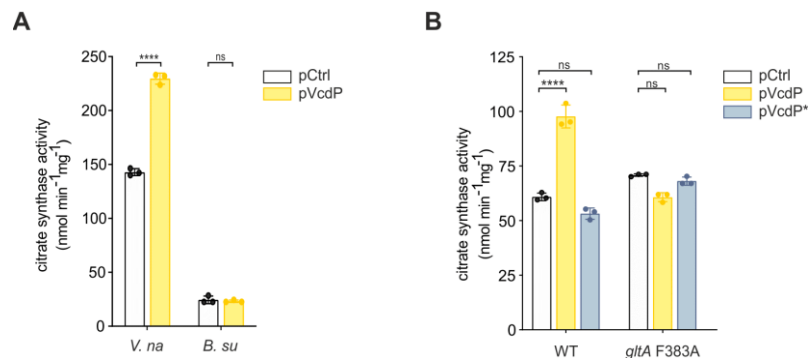 A
citrate synthase activity
(nmol min⁻¹mg⁻¹)
250
200
150
100
50
0
****
ns
V. na
B. su
pCtrl
pVcdP
B
citrate synthase activity
(nmol min⁻¹mg⁻¹)
125
100
75
50
25
0
ns
****
ns
ns
WT
gltA F383A
pCtrl
pVcdP
pVcdP*